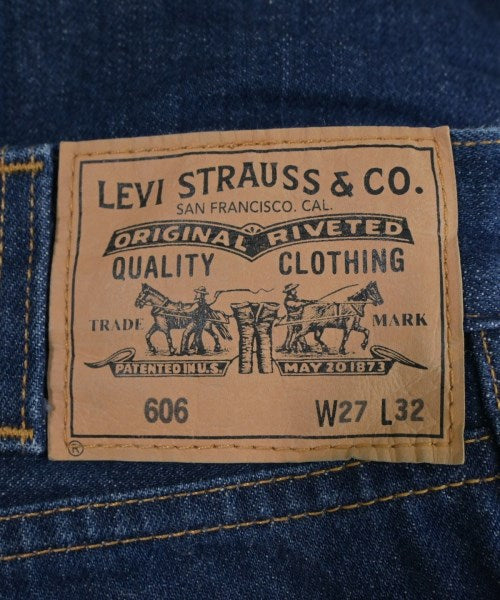 LEVI STRAUSS & CO.
SAN FRANCISCO. CAL.
ORIGINAL RIVETED
QUALITY CLOTHING
TRADE MARK
PATENTED IN U.S. MAY 20 1873
606 W27 L32
®